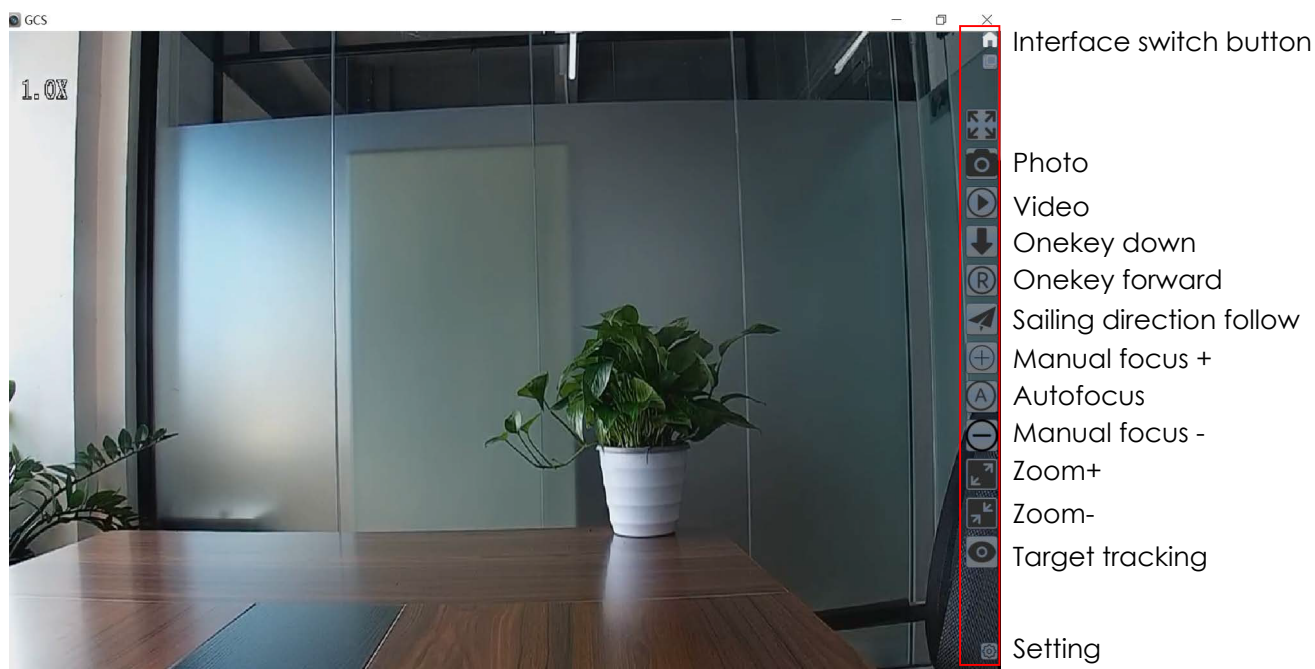 GCS
Interface switch button
1.0X
Photo
Video
Onekey down
R
Onekey forward
Sailing direction follow
Manual focus +
A
Autofocus
Manual focus -
Zoom+
Zoom-
Target tracking
Setting